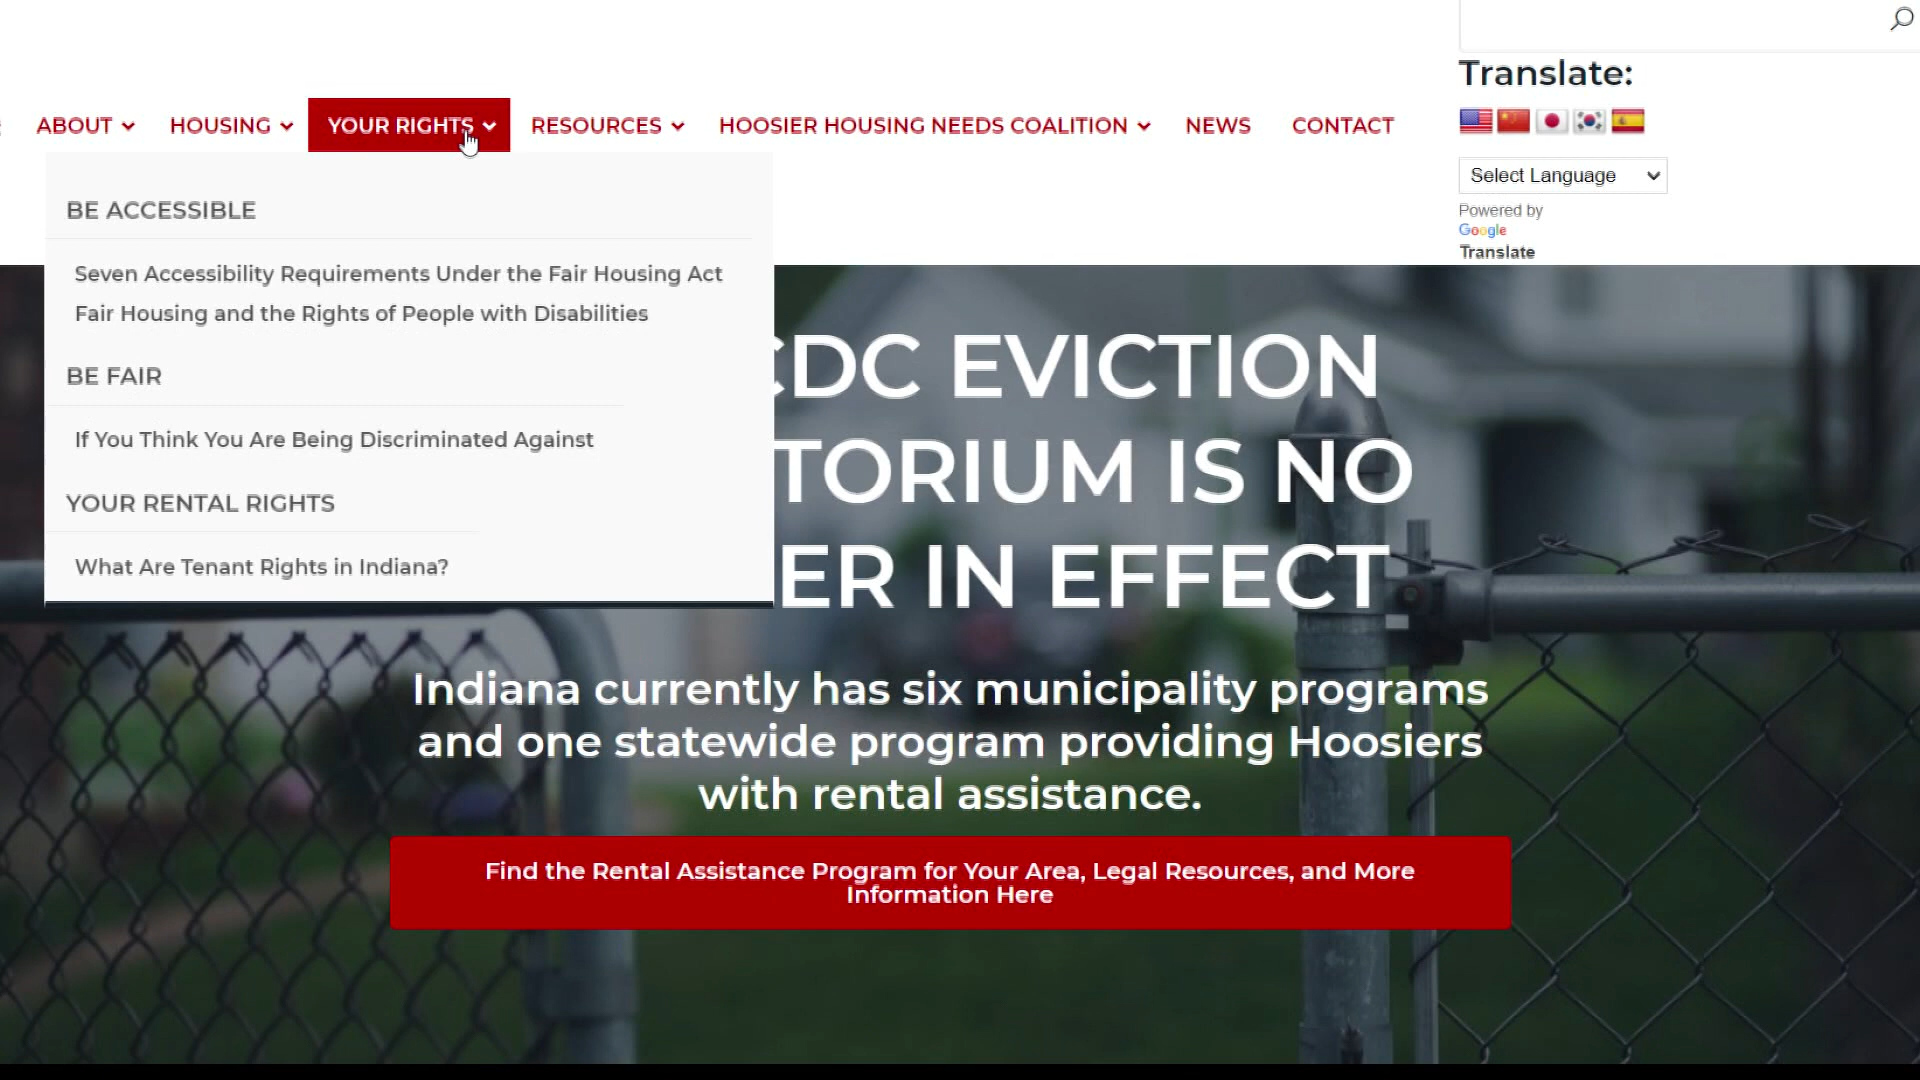 ABOUT
HOUSING
YOUR RIGHTS
RESOURCES
HOOSIER HOUSING NEEDS COALITION
NEWS
CONTACT
Translate:
Select Language
Powered by
Google
Translate
BE ACCESSIBLE
Seven Accessibility Requirements Under the Fair Housing Act
Fair Housing and the Rights of People with Disabilities
BE FAIR
If You Think You Are Being Discriminated Against
YOUR RENTAL RIGHTS
What Are Tenant Rights in Indiana?
CDC EVICTION
TORIUM IS NO
ER IN EFFECT
Indiana currently has six municipality programs
and one statewide program providing Hoosiers
with rental assistance.
Find the Rental Assistance Program for Your Area, Legal Resources, and More
Information Here